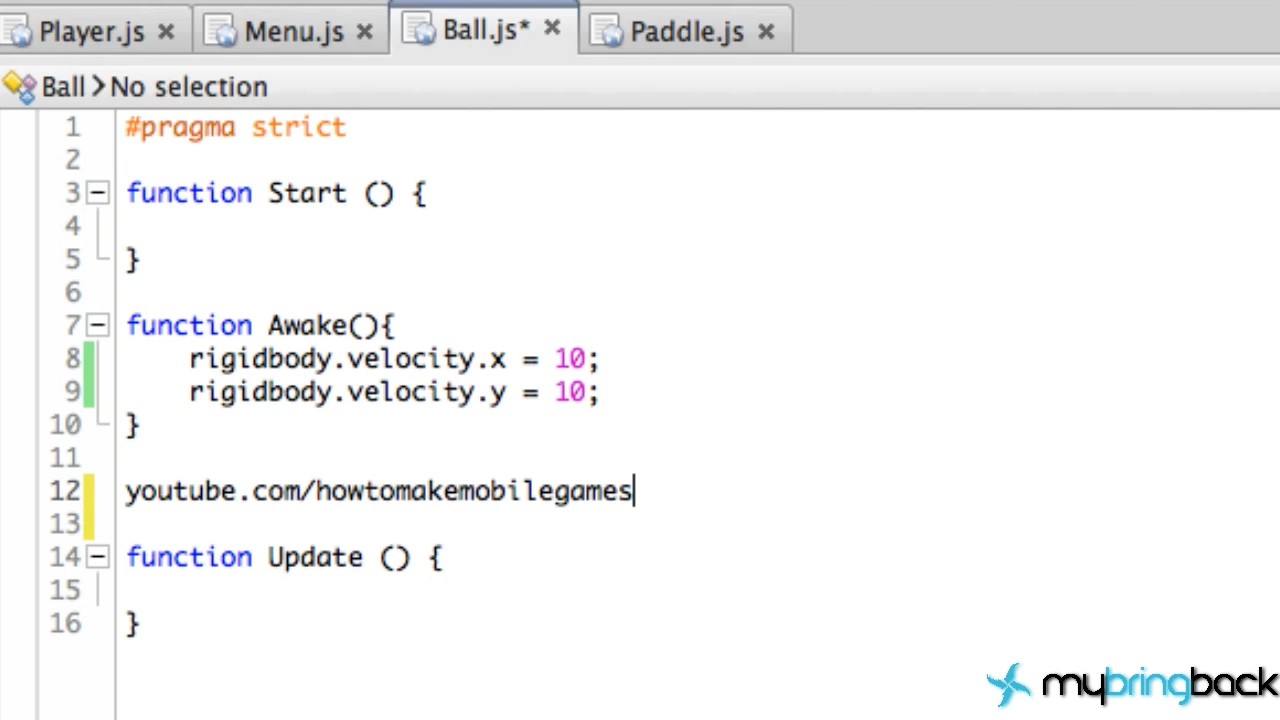 Player.js × Menu.js × Ball.js* × Paddle.js ×
Ball > No selection
1 #pragma strict
2
3 function Start () {
4
5 }
6
7 function Awake(){
8 rigidbody.velocity.x = 10;
9 rigidbody.velocity.y = 10;
10 }
11
12 youtube.com/howtomakemobilegames
13
14 function Update () {
15
16 }
mybringback